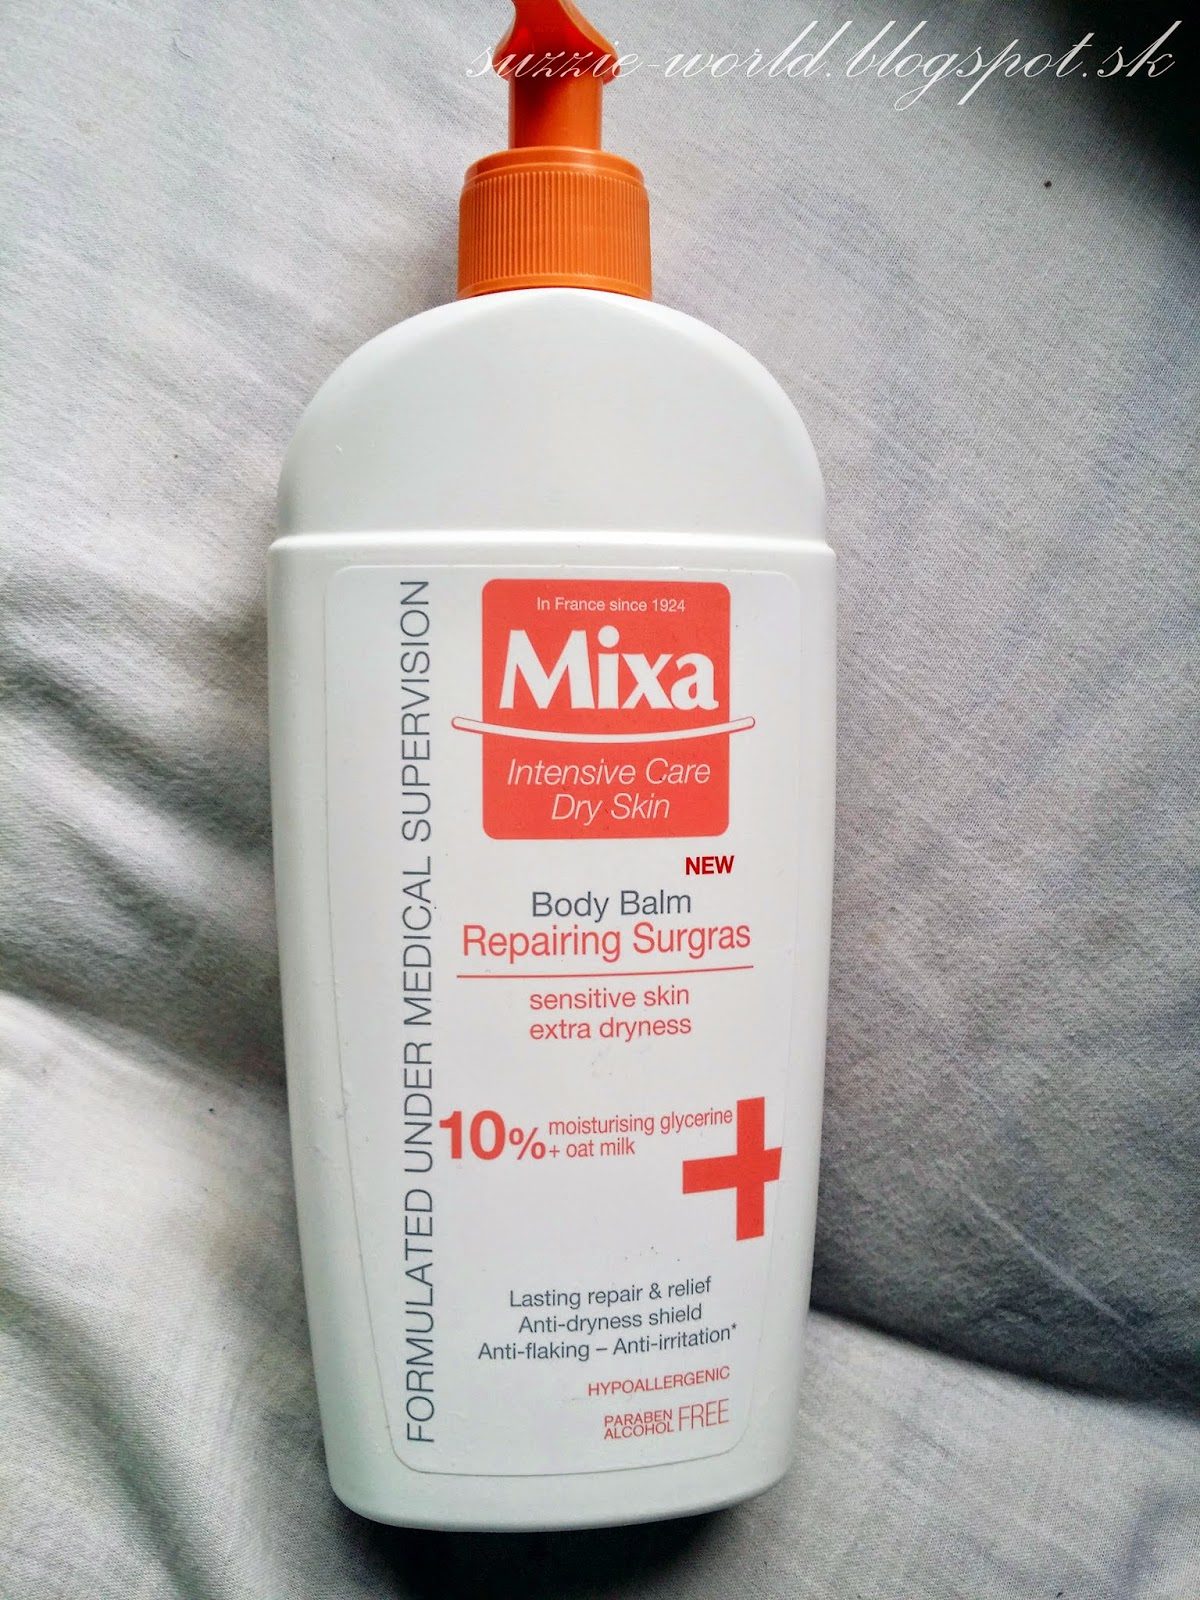 suzzie-world.blogspot.sk
FORMULATED UNDER MEDICAL SUPERVISION
In France since 1924
Mixa
Intensive Care
Dry Skin
NEW
Body Balm
Repairing Surgras
sensitive skin
extra dryness
10% moisturising glycerine
+ oat milk
Lasting repair & relief
Anti-dryness shield
Anti-flaking – Anti-irritation*
HYPOALLERGENIC
PARABEN
ALCOHOL FREE